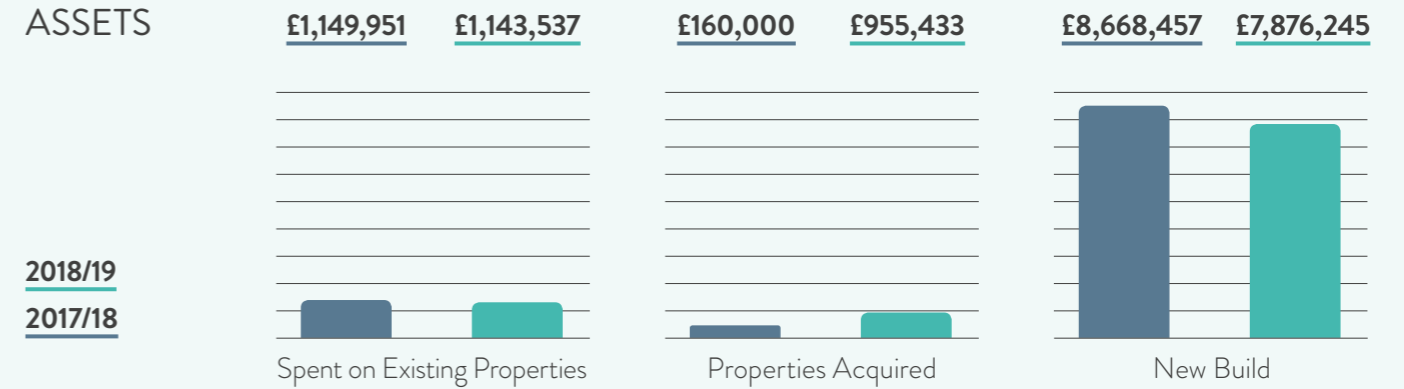 ASSETS
£1,149,951 £1,143,537 £160,000 £955,433 £8,668,457 £7,876,245
2018/19
2017/18
Spent on Existing Properties Properties Acquired New Build